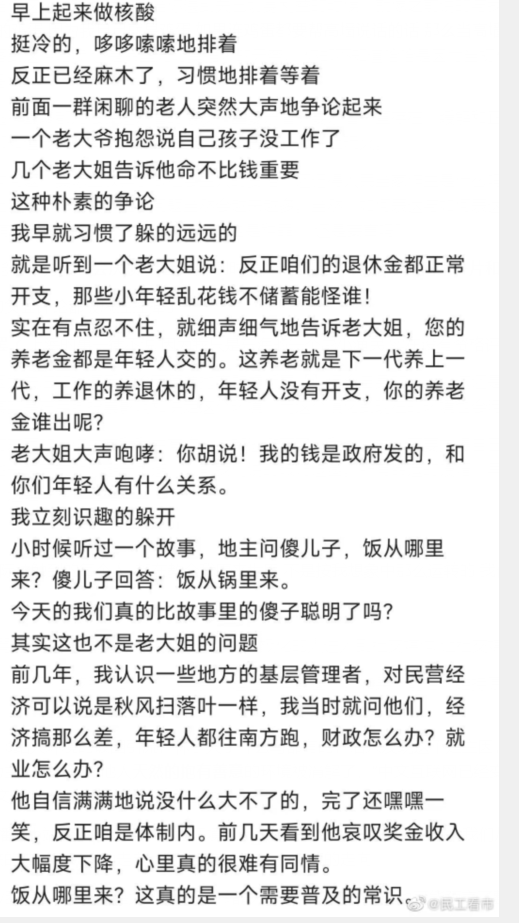 早上起来做核酸
挺冷的，哆哆嗦嗦地排着
反正已经麻木了，习惯地排着等着
前面一群闲聊的老人突然大声地争论起来
一个老大爷抱怨说自己孩子没工作了
几个老大姐告诉他命不比钱重要
这种朴素的争论
我早就习惯了躲的远远的
就是听到一个老大姐说：反正咱们的退休金都正常
开支，那些小年轻乱花钱不储蓄能怪谁！
实在有点忍不住，就细声细气地告诉老大姐，您的
养老金都是年轻人交的。这养老就是下一代养上一
代，工作的养退休的，年轻人没有开支，你的养老
金谁出呢？
老大姐大声咆哮：你胡说！我的钱是政府发的，和
你们年轻人有什么关系。
我立刻识趣的躲开
小时候听过一个故事，地主问傻儿子，饭从哪里
来？傻儿子回答：饭从锅里来。
今天的我们真的比故事里的傻子聪明了吗？
其实这也不是老大姐的问题
前几年，我认识一些地方的基层管理者，对民营经
济可以说是秋风扫落叶一样，我当时就问他们，经
济搞那么差，年轻人都往南方跑，财政怎么办？就
业怎么办？
他自信满满地说没什么大不了的，完了还嘿嘿一
笑，反正咱是体制内。前几天看到他哀叹奖金收入
大幅度下降，心里真的很难有同情。
饭从哪里来？这真的是一个需要普及的常识。
@民工看市